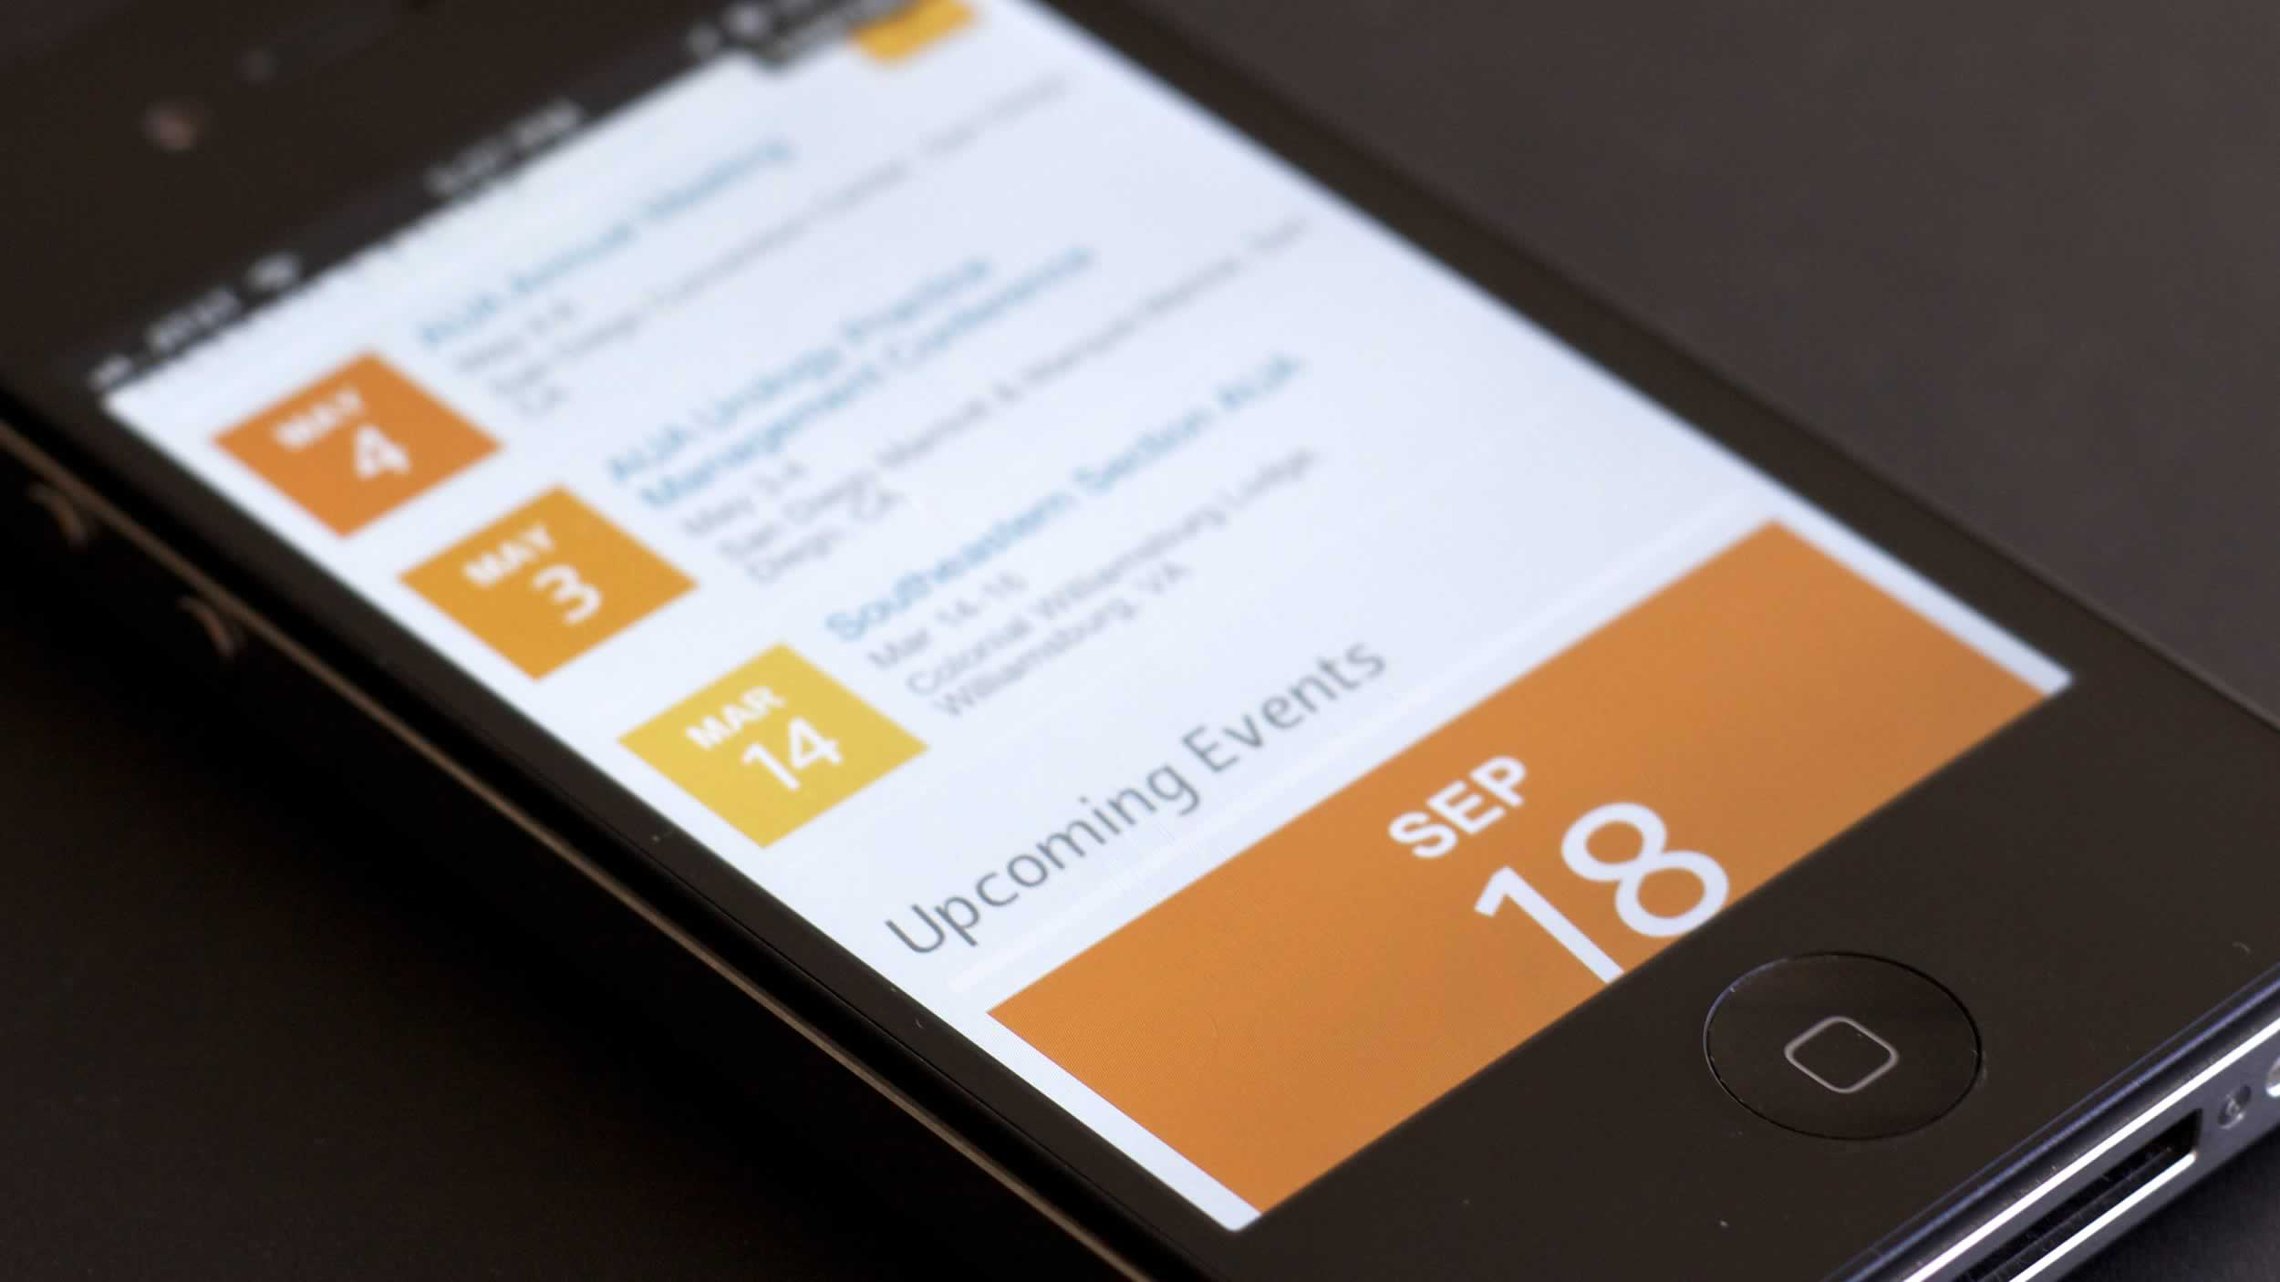 AT&T
MAY
4
AUA Annual Meeting
May 4-8
San Diego Convention Center, San Diego,
CA
MAY
3
AUA Urology Practice
Management Conference
May 3-4
San Diego Marriott & Marina, San
Diego, CA
MAR
14
Southeastern Section AUA
Mar 14-16
Colonial Williamsburg Lodge,
Williamsburg, VA
Upcoming Events
SEP
18